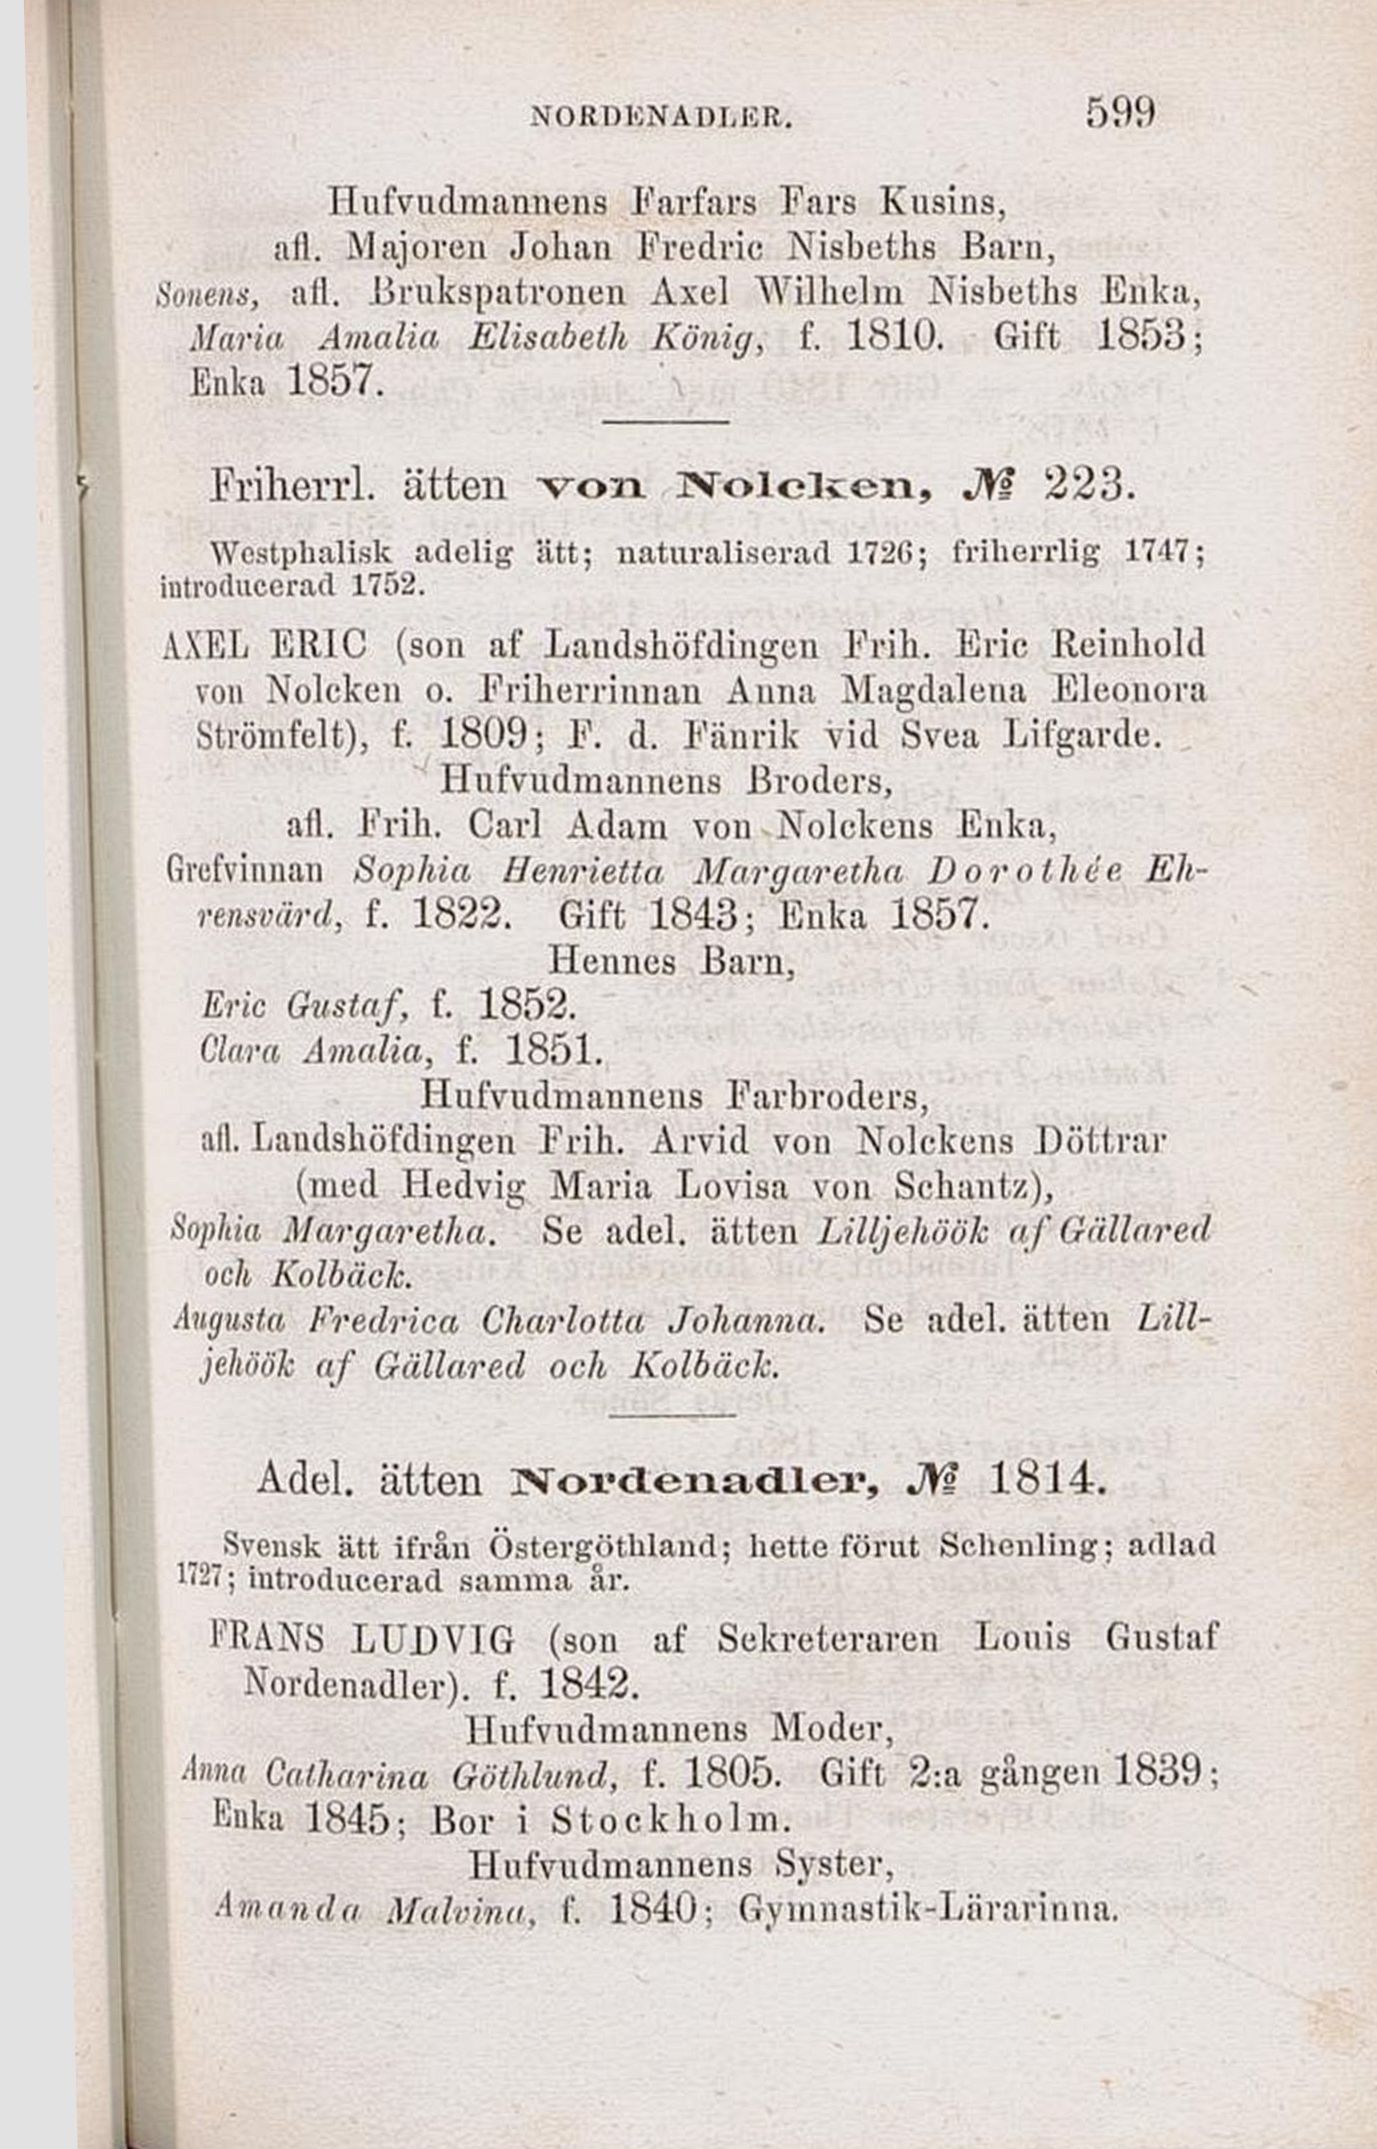 NORDENADLER. 599
Hufvudmannens Farfars Fars Kusins,
afl. Majoren Johan Fredric Nisbeths Barn,
Sonens, afl. Brukspatronen Axel Wilhelm Nisbeths Enka,
Maria Amalia Elisabeth König, f. 1810. Gift 1853;
Enka 1857.
Friherrl. ätten von Nolcken, № 223.
Westphalisk adelig ätt; naturaliserad 1726; friherrlig 1747;
introducerad 1752.
AXEL ERIC (son af Landshöfdingen Frih. Eric Reinhold
von Nolcken o. Friherrinnan Anna Magdalena Eleonora
Strömfelt), f. 1809; F. d. Fänrik vid Svea Lifgarde.
Hufvudmannens Broders,
afl. Frih. Carl Adam von Nolckens Enka,
Grefvinnan Sophia Henrietta Margaretha Dorothée Eh-
rensvärd, f. 1822. Gift 1843; Enka 1857.
Hennes Barn,
Eric Gustaf, f. 1852.
Clara Amalia, f. 1851.
Hufvudmannens Farbroders,
afl. Landshöfdingen Frih. Arvid von Nolckens Döttrar
(med Hedvig Maria Lovisa von Schantz),
Sophia Margaretha. Se adel. ätten Lilljehöök af Gällared
och Kolbäck.
Augusta Fredrica Charlotta Johanna. Se adel. ätten Lill-
jehöök af Gällared och Kolbäck.
Adel. ätten Nordenadler, № 1814.
Svensk ätt ifrån Östergöthland; hette förut Schenling; adlad
1727; introducerad samma år.
FRANS LUDVIG (son af Sekreteraren Louis Gustaf
Nordenadler). f. 1842.
Hufvudmannens Moder,
Anna Catharina Göthlund, f. 1805. Gift 2:a gången 1839;
Enka 1845; Bor i Stockholm.
Hufvudmannens Syster,
Amanda Malvina, f. 1840; Gymnastik-Lärarinna.